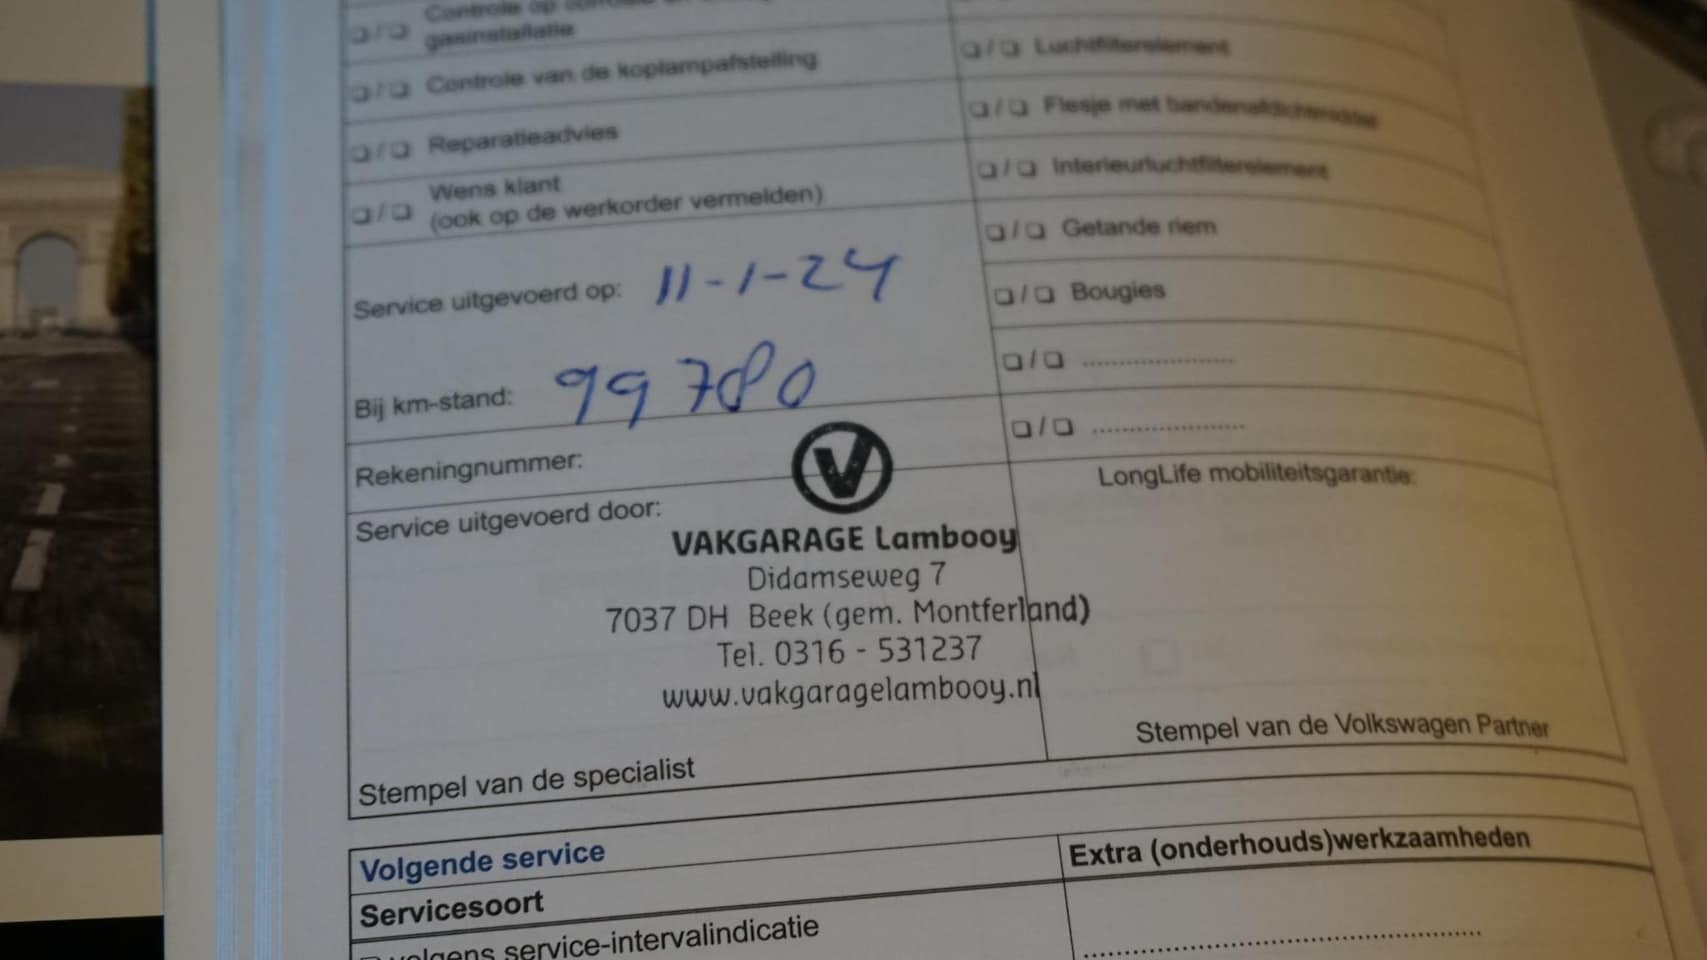 ❏ / ❏ Controle op
gasinstallatie
❏ / ❏ Controle van de koplampafstelling
❏ / ❏ Reparatieadvies
❏ / ❏ Wens klant
(ook op de werkorder vermelden)
Service uitgevoerd op: 11-1-24
Bij km-stand: 99780
Rekeningnummer:
Service uitgevoerd door:
V
VAKGARAGE Lambooy
Didamseweg 7
7037 DH Beek (gem. Montferland)
Tel. 0316 - 531237
www.vakgaragelambooy.nl
Stempel van de specialist
❏ / ❏ Luchtfilterelement
❏ / ❏ Flesje met bandenafdichtmiddel
❏ / ❏ Interieurluchtfilterelement
❏ / ❏ Getande riem
❏ / ❏ Bougies
❏ / ❏ ......................
❏ / ❏ ......................
LongLife mobiliteitsgarantie:
Stempel van de Volkswagen Partner
Volgende service
Servicesoort
service-intervalindicatie
Extra (onderhouds)werkzaamheden
............................................